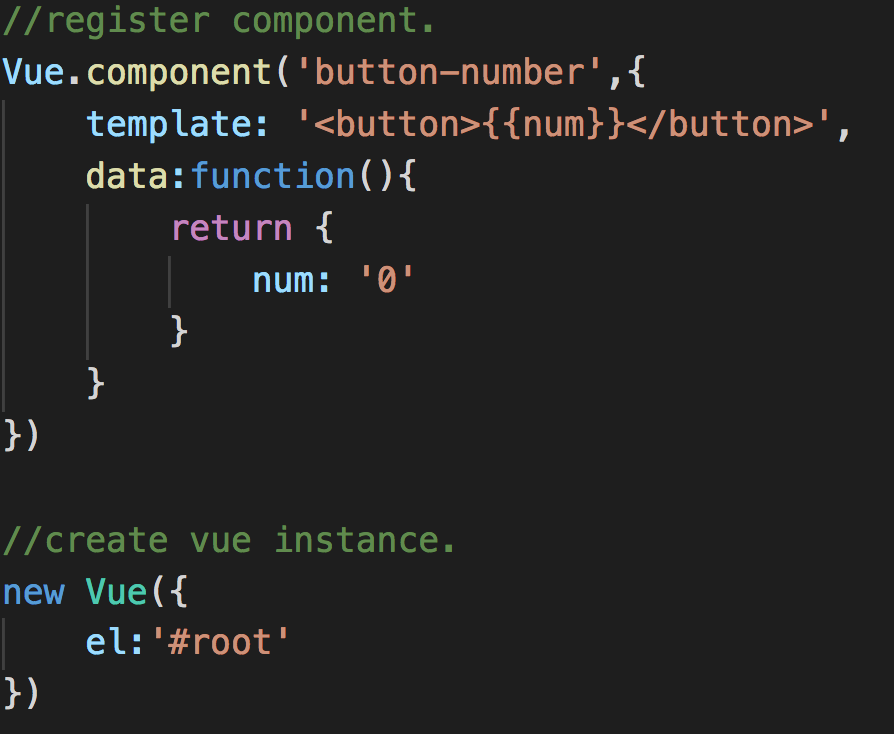 //register component.
Vue.component('button-number',{
    template: '<button>{{num}}</button>',
    data:function(){
        return {
            num: '0'
        }
    }
})

//create vue instance.
new Vue({
    el:'#root'
})